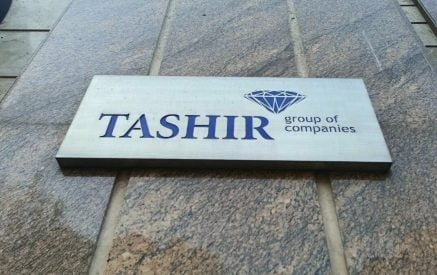 TASHIR
group of
companies